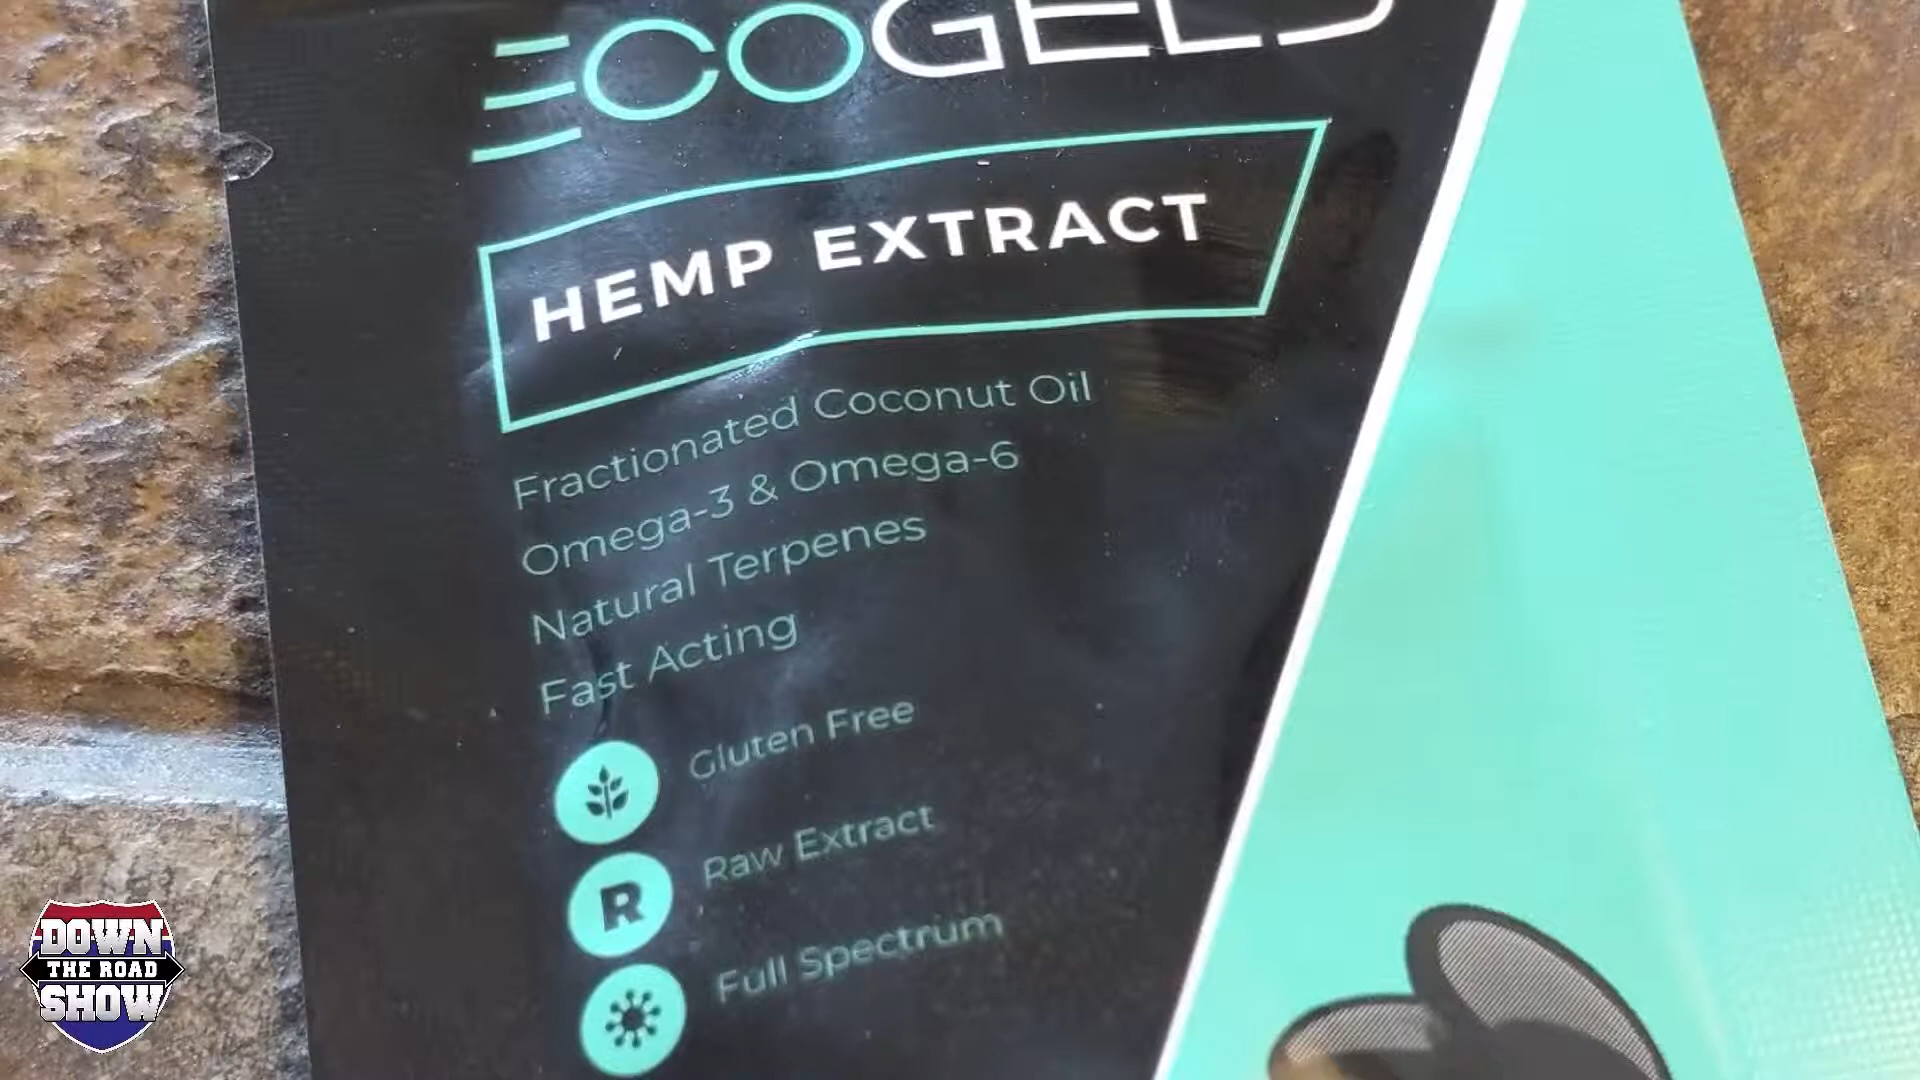 ECOGELS
HEMP EXTRACT
Fractionated Coconut Oil
Omega-3 & Omega-6
Natural Terpenes
Fast Acting
Gluten Free
R
Raw Extract
Full Spectrum
DOWN
THE ROAD
SHOW